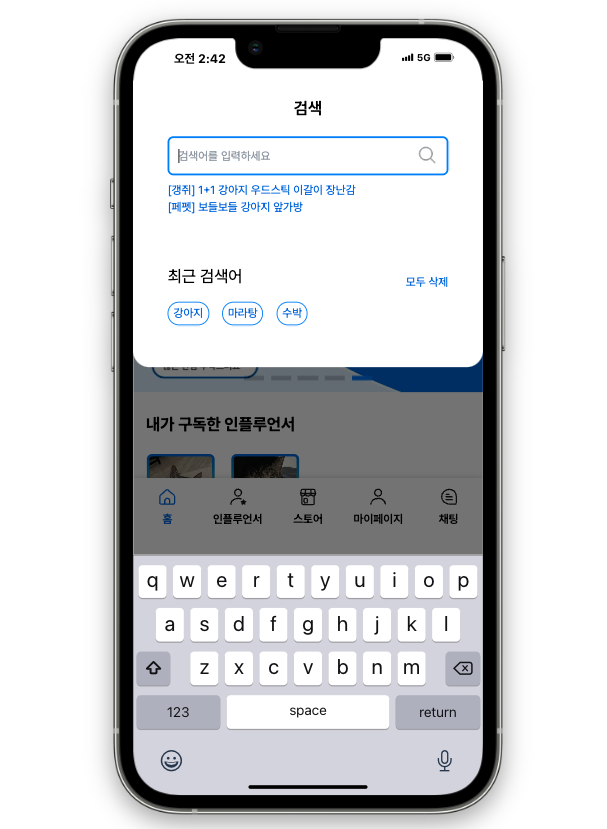 오전 2:42
5G
검색
검색어를 입력하세요
[갱쥐] 1+1 강아지 우드스틱 이갈이 장난감
[페펫] 보들보들 강아지 앞가방
최근 검색어
모두 삭제
강아지 마라탕 수박
내가 구독한 인플루언서
홈 인플루언서 스토어 마이페이지 채팅
q w e r t y u i o p
a s d f g h j k l
z x c v b n m
123 space return